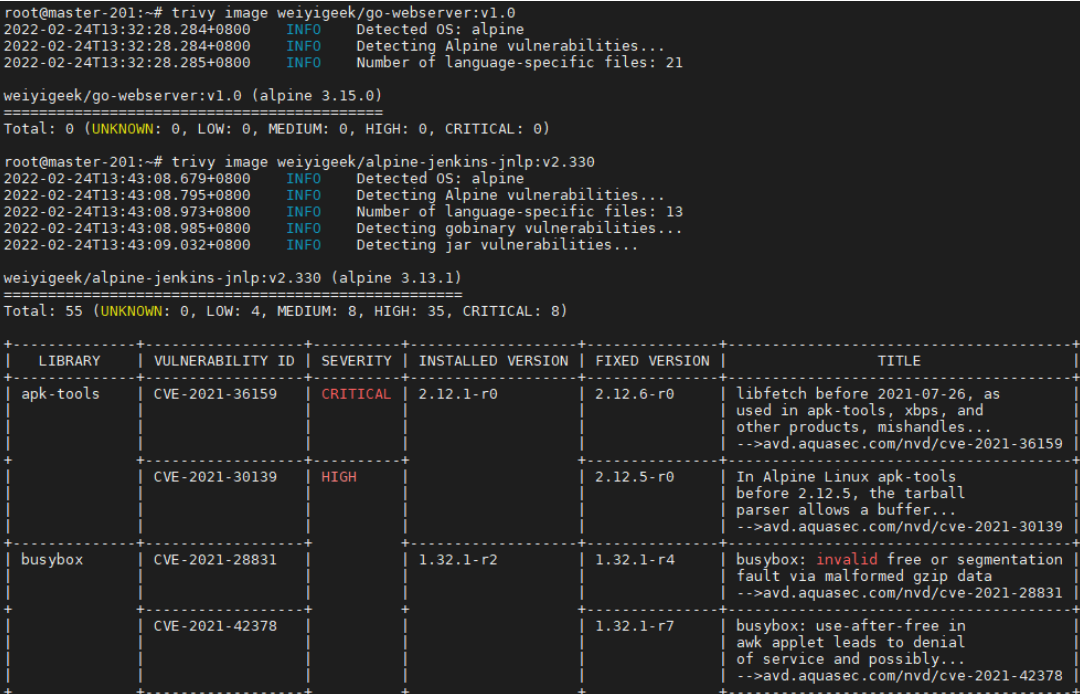 root@master-201:~# trivy image weiyigeek/go-webserver:v1.0
2022-02-24T13:32:28.284+0800 INFO Detected OS: alpine
2022-02-24T13:32:28.284+0800 INFO Detecting Alpine vulnerabilities...
2022-02-24T13:32:28.285+0800 INFO Number of language-specific files: 21
weiyigeek/go-webserver:v1.0 (alpine 3.15.0)
===========================================
Total: 0 (UNKNOWN: 0, LOW: 0, MEDIUM: 0, HIGH: 0, CRITICAL: 0)
root@master-201:~# trivy image weiyigeek/alpine-jenkins-jnlp:v2.330
2022-02-24T13:43:08.679+0800 INFO Detected OS: alpine
2022-02-24T13:43:08.795+0800 INFO Detecting Alpine vulnerabilities...
2022-02-24T13:43:08.973+0800 INFO Number of language-specific files: 13
2022-02-24T13:43:08.985+0800 INFO Detecting gobinary vulnerabilities...
2022-02-24T13:43:09.032+0800 INFO Detecting jar vulnerabilities...
weiyigeek/alpine-jenkins-jnlp:v2.330 (alpine 3.13.1)
====================================================
Total: 55 (UNKNOWN: 0, LOW: 4, MEDIUM: 8, HIGH: 35, CRITICAL: 8)
| LIBRARY | VULNERABILITY ID | SEVERITY | INSTALLED VERSION | FIXED VERSION | TITLE |
| apk-tools | CVE-2021-36159 | CRITICAL | 2.12.1-r0 | 2.12.6-r0 | libfetch before 2021-07-26, as |
| | | | | | used in apk-tools, xbps, and |
| | | | | | other products, mishandles... |
| | | | | | -->avd.aquasec.com/nvd/cve-2021-36159 |
| | CVE-2021-30139 | HIGH | | 2.12.5-r0 | In Alpine Linux apk-tools |
| | | | | | before 2.12.5, the tarball |
| | | | | | parser allows a buffer... |
| | | | | | -->avd.aquasec.com/nvd/cve-2021-30139 |
| busybox | CVE-2021-28831 | | 1.32.1-r2 | 1.32.1-r4 | busybox: invalid free or segmentation |
| | | | | | fault via malformed gzip data |
| | | | | | -->avd.aquasec.com/nvd/cve-2021-28831 |
| | CVE-2021-42378 | | | 1.32.1-r7 | busybox: use-after-free in |
| | | | | | awk applet leads to denial |
| | | | | | of service and possibly... |
| | | | | | -->avd.aquasec.com/nvd/cve-2021-42378 |